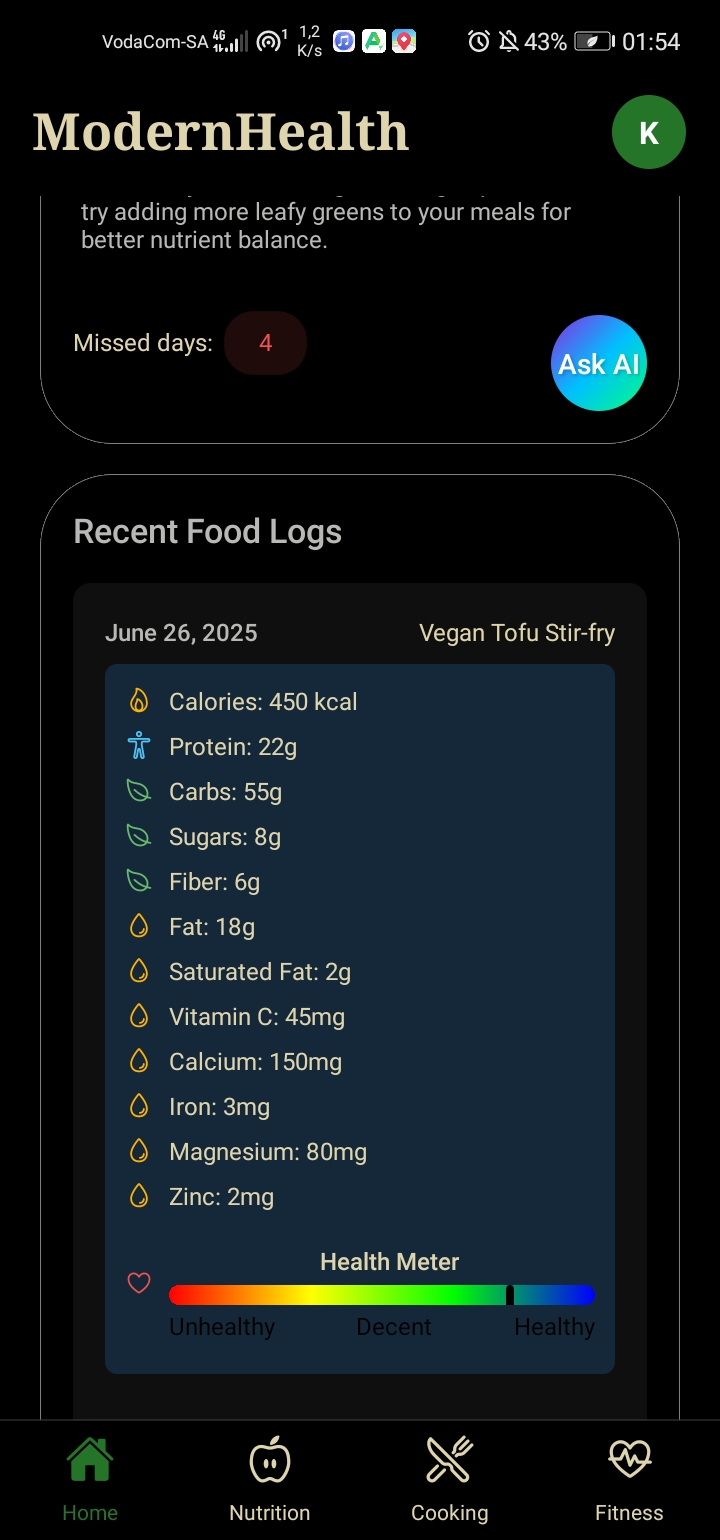 VodaCom-SA 4G 1 1,2 K/s 43% 01:54
ModernHealth
K
try adding more leafy greens to your meals for
better nutrient balance.
Missed days: 4
Ask AI
Recent Food Logs
June 26, 2025 Vegan Tofu Stir-fry
Calories: 450 kcal
Protein: 22g
Carbs: 55g
Sugars: 8g
Fiber: 6g
Fat: 18g
Saturated Fat: 2g
Vitamin C: 45mg
Calcium: 150mg
Iron: 3mg
Magnesium: 80mg
Zinc: 2mg
Health Meter
Unhealthy Decent Healthy
Home Nutrition Cooking Fitness